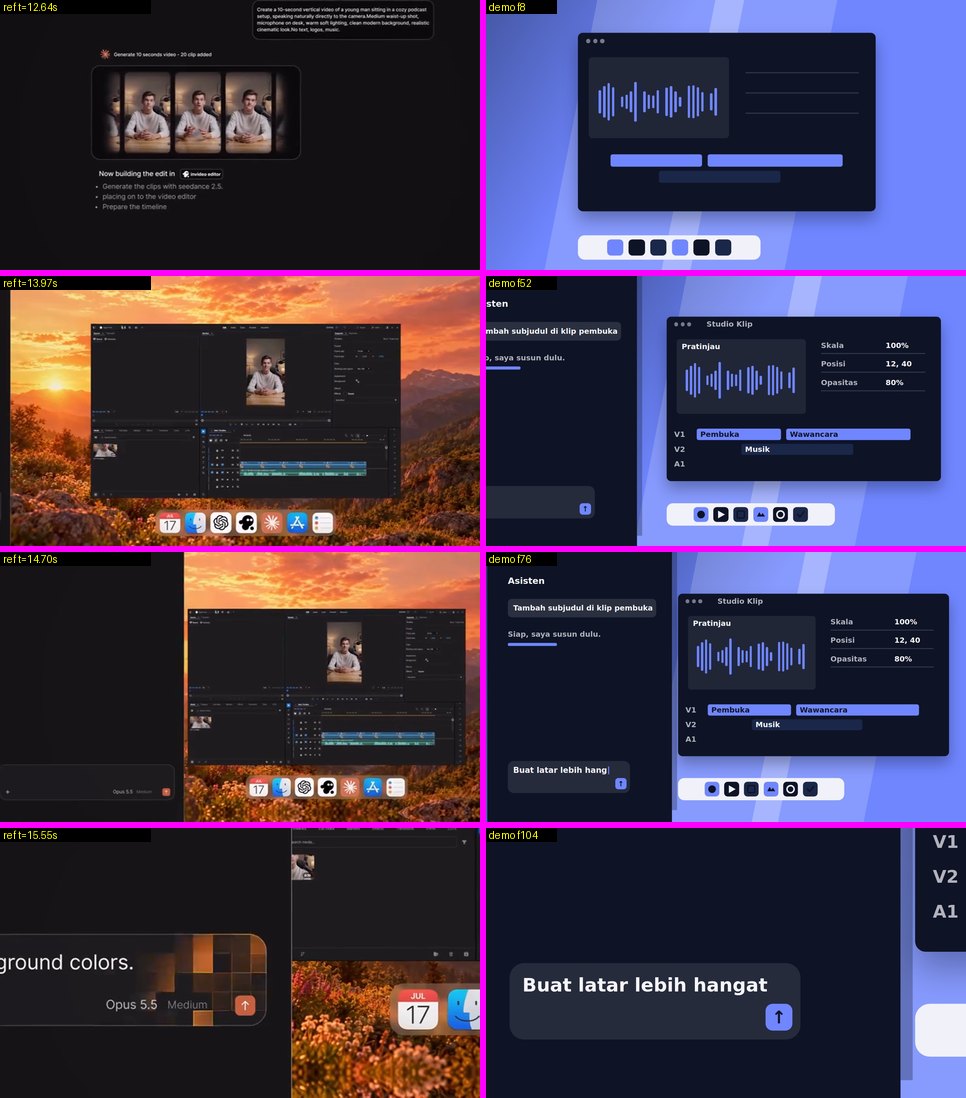 ref t=12.64s
Create a 10-second vertical video of a young man sitting in a cozy podcast
setup, speaking naturally directly to the camera.Medium waist-up shot,
microphone on desk, warm soft lighting, clean modern background, realistic
cinematic look.No text, logos, music.
Generate 10 seconds video - 20 clip added
Now building the edit in invideo editor
• Generate the clips with seedance 2.5.
• placing on to the video editor
• Prepare the timeline
demo f8
ref t=13.97s
JUL
17
demo f52
sten
mbah subjudul di klip pembuka
o, saya susun dulu.
↑
Studio Klip
Pratinjau
Skala 100%
Posisi 12, 40
Opasitas 80%
V1 Pembuka Wawancara
V2 Musik
A1
ref t=14.70s
Opus 5.5 Medium
JUL
17
demo f76
Asisten
Tambah subjudul di klip pembuka
Siap, saya susun dulu.
Buat latar lebih hang
↑
Studio Klip
Pratinjau
Skala 100%
Posisi 12, 40
Opasitas 80%
V1 Pembuka Wawancara
V2 Musik
A1
ref t=15.55s
ground colors.
Opus 5.5 Medium
JUL
17
demo f104
Buat latar lebih hangat
↑
V1
V2
A1